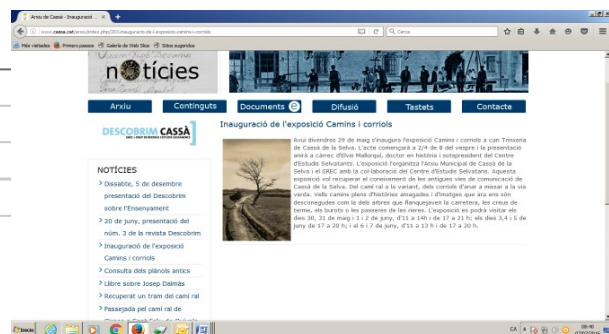 Arxiu de Cassà - Inauguraci ...
www.cassa.cat/arxiu/index.php/203-inauguracio-de-l-exposicio-camins-i-corriols
Cerca
Més visitades
Primers passos
Galería de Web Slice
Sitios sugeridos
notícies
Arxiu
Continguts
Documents e
Difusió
Tastets
Contacte
DESCOBRIM CASSÀ
NOTÍCIES
Dissabte, 5 de desembre
presentació del Descobrim
sobre l'Ensenyament
20 de juny, presentació del
núm. 3 de la revista Descobrim
Inauguració de l'exposició
Camins i corriols
Consulta dels plànols antics
Llibre sobre Josep Dalmàs
Recuperat un tram del camí ral
Passejada pel camí ral de
Inauguració de l'exposició Camins i corriols
Avui divendres 29 de maig s'inaugura l'exposició Camins i corriols a can Trinxeria
de Cassà de la Selva. L'acte començarà a 2/4 de 8 del vespre i la presentació
anirà a càrrec d'Elvis Mallorquí, doctor en història i sotspresident del Centre
d'Estudis Selvatans. L'exposició l'organitza l'Arxiu Municipal de Cassà de la
Selva i el GREC amb la col·laboració del Centre d'Estudis Selvatans. Aquesta
exposició vol recuperar el coneixement de les antigues vies de comunicació de
Cassà de la Selva. Del camí ral a la variant, dels corriols d'anar a missar a la via
verda. Vells camins plens d'històries amagades i d'imatges que ara ens són
desconegudes com la dels arbres que flanquejaven la carretera, les creus de
terme, els burots o les passeres de les rieres. L'exposició es podrà visitar els
dies 30, 31 de maig i 1 i 2 de juny, d'11 a 14h i de 17 a 21 h; els dies 3,4 i 5 de
juny de 17 a 20 h; i el 6 i 7 de juny, d'11 a 13 h i de 17 a 20 h.
Inicio
CA
08:40